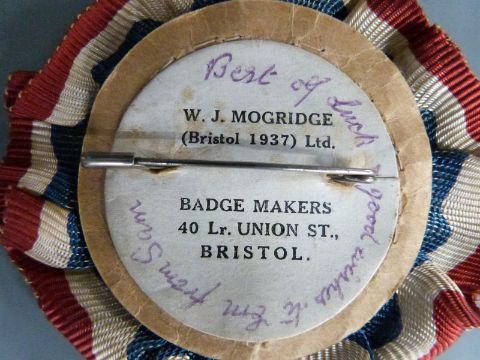 Best of luck & good wishes to Em from Sam
W. J. MOGRIDGE
(Bristol 1937) Ltd.
BADGE MAKERS
40 Lr. UNION ST.,
BRISTOL.